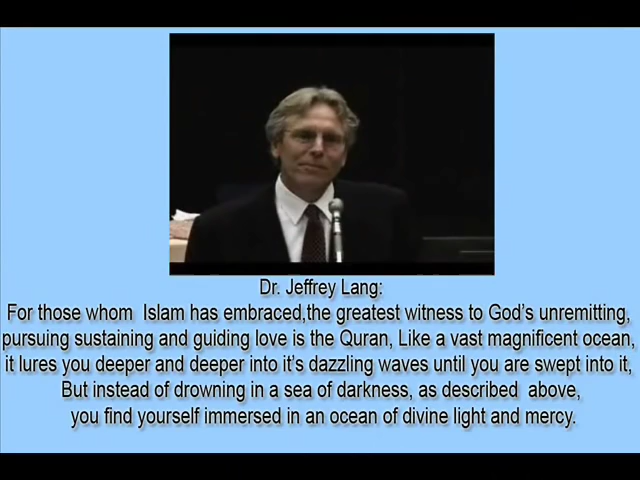 Dr. Jeffrey Lang:
For those whom Islam has embraced,the greatest witness to God's unremitting,
pursuing sustaining and guiding love is the Quran, Like a vast magnificent ocean,
it lures you deeper and deeper into it's dazzling waves until you are swept into it,
But instead of drowning in a sea of darkness, as described above,
you find yourself immersed in an ocean of divine light and mercy.